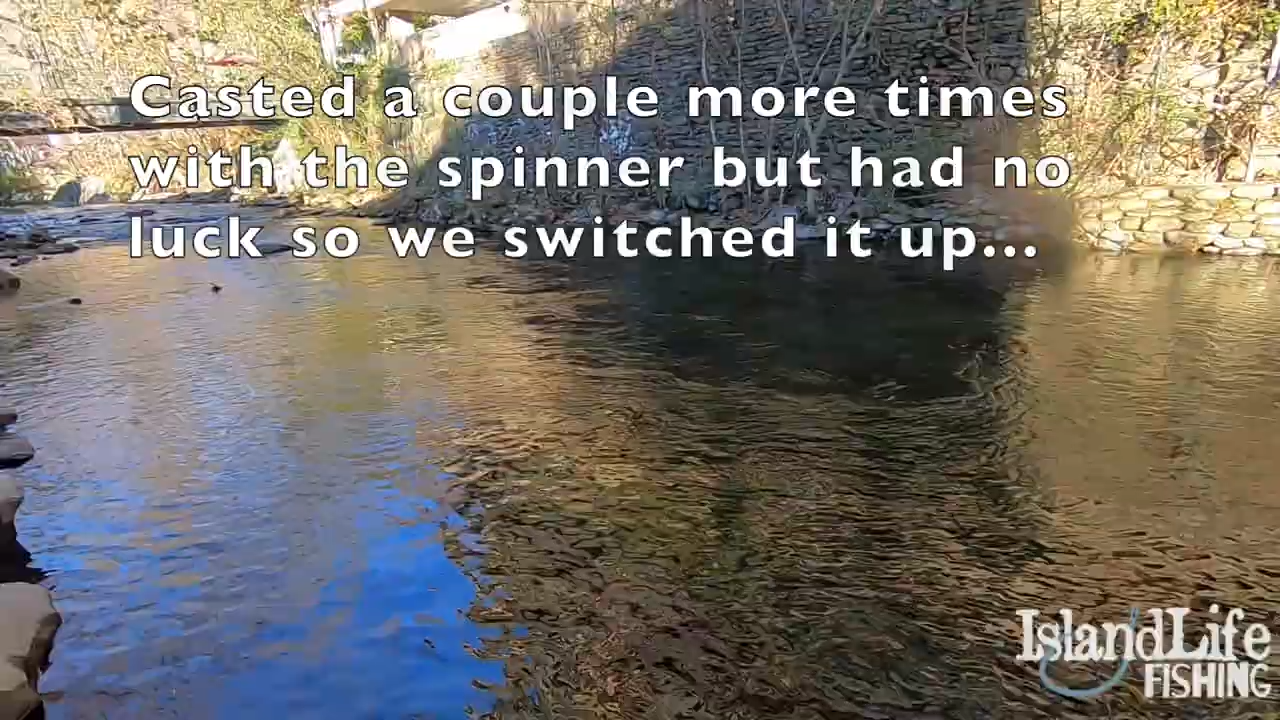 Casted a couple more times
with the spinner but had no
luck so we switched it up...
IslandLife
FISHING